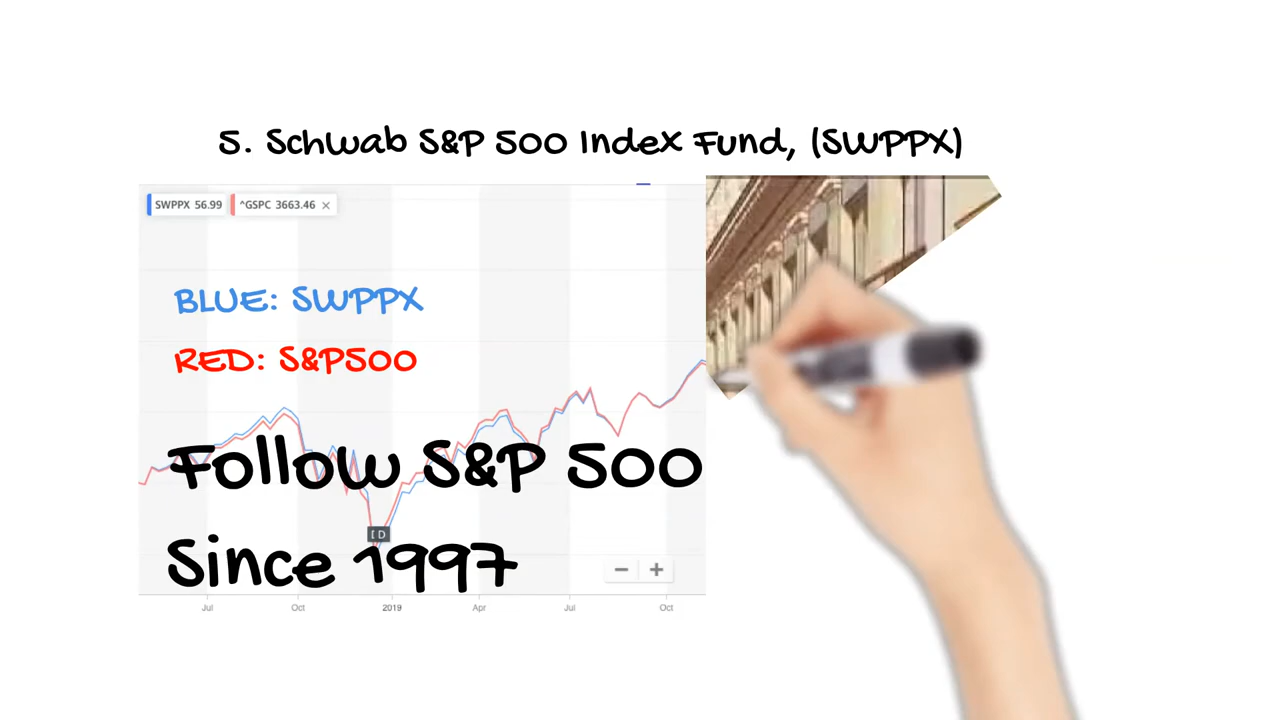 5. Schwab S&P 500 Index Fund, (SWPPX)
SWPPX 56.99
^GSPC 3663.46 ×
BLUE: SWPPX
RED: S&P500
Follow S&P 500
Since 1997
D
− +
Jul Oct 2019 Apr Jul Oct